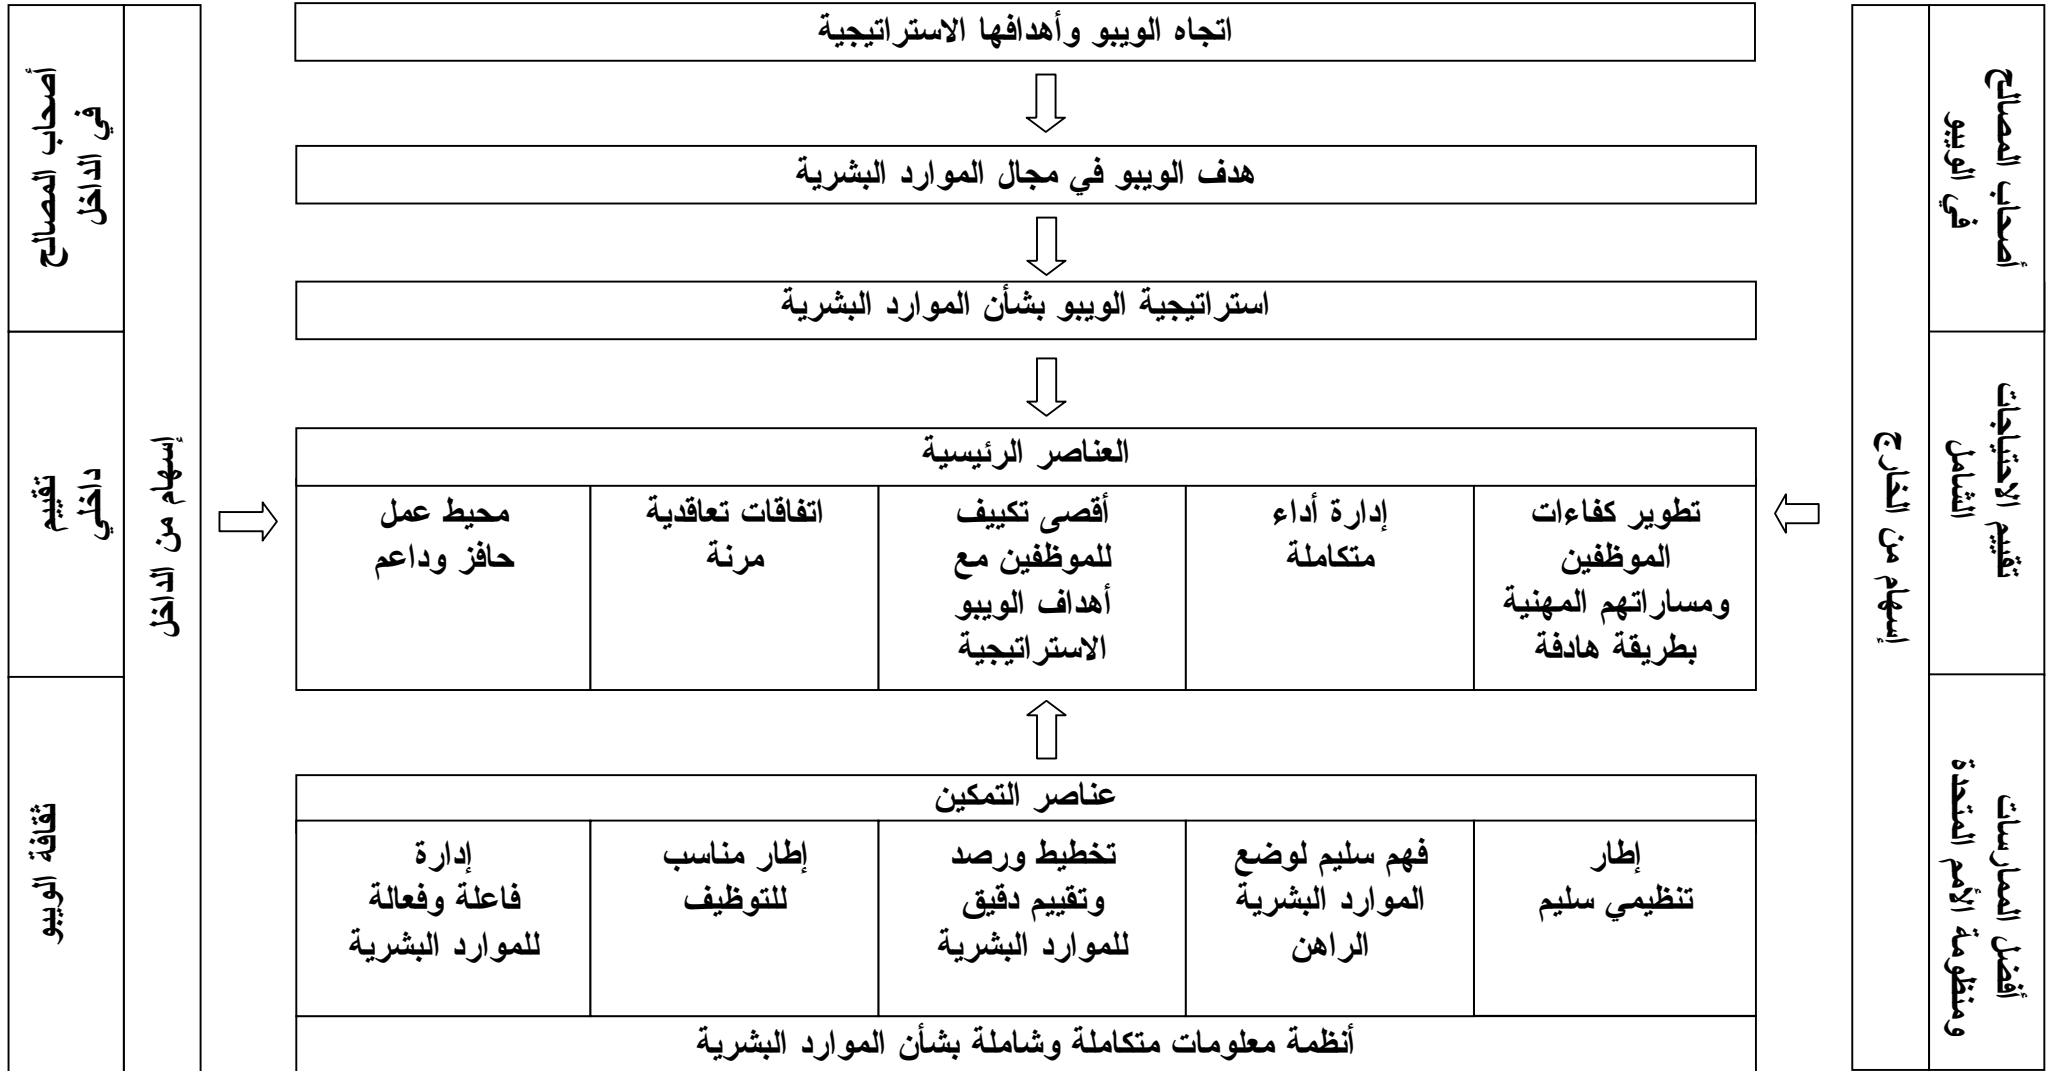 اتجاه الويبو وأهدافها الاستراتيجية
هدف الويبو في مجال الموارد البشرية
استراتيجية الويبو بشأن الموارد البشرية
العناصر الرئيسية
تطوير كفاءات
الموظفين
ومساراتهم المهنية
بطريقة هادفة
إدارة أداء
متكاملة
أقصى تكييف
للموظفين مع
أهداف الويبو
الاستراتيجية
اتفاقات تعاقدية
مرنة
محيط عمل
حافز وداعم
عناصر التمكين
إطار
تنظيمي سليم
فهم سليم لوضع
الموارد البشرية
الراهن
تخطيط ورصد
وتقييم دقيق
للموارد البشرية
إطار مناسب
للتوظيف
إدارة
فاعلة وفعالة
للموارد البشرية
أنظمة معلومات متكاملة وشاملة بشأن الموارد البشرية
أصحاب المصالح
في الويبو
تقييم الاحتياجات
الشامل
أفضل الممارسات
ومنظومة الأمم المتحدة
إسهام من الخارج
إسهام من الداخل
أصحاب المصالح
في الداخل
تقييم
داخلي
ثقافة الويبو